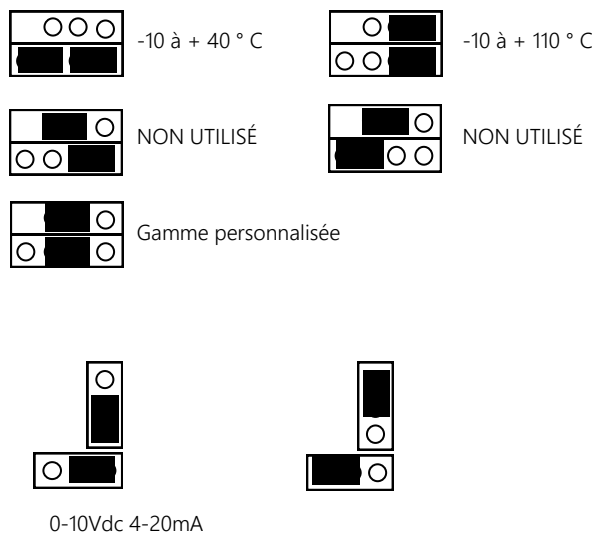 -10 à + 40 ° C
-10 à + 110 ° C
NON UTILISÉ
NON UTILISÉ
Gamme personnalisée
0-10Vdc 4-20mA